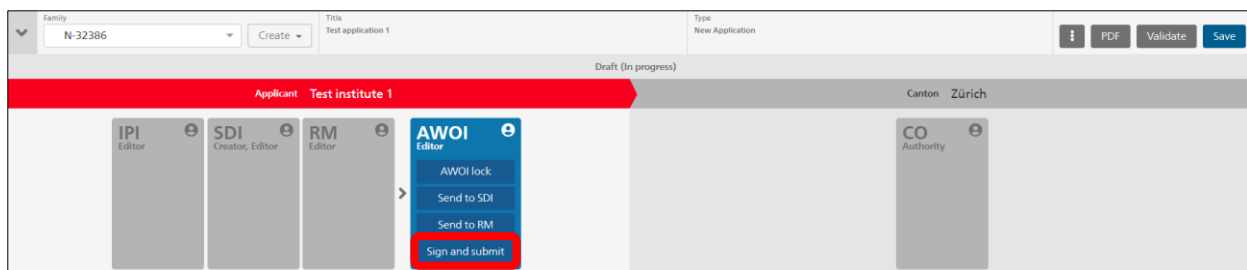 Family
N-32386
Create
Title
Test application 1
Type
New Application
PDF
Validate
Save
Draft (In progress)
Applicant Test institute 1
Canton Zürich
IPI
Editor
SDI
Creator, Editor
RM
Editor
AWOI
Editor
AWOI lock
Send to SDI
Send to RM
Sign and submit
CO
Authority